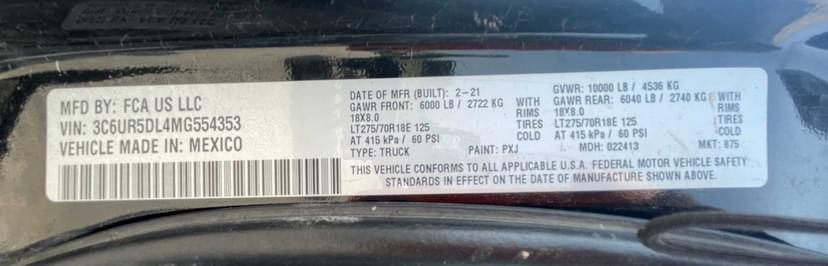 MFD BY: FCA US LLC
VIN: 3C6UR5DL4MG554353
VEHICLE MADE IN: MEXICO
DATE OF MFR (BUILT): 2-21
GAWR FRONT: 6000 LB / 2722 KG WITH
18X8.0 RIMS
LT275/70R18E 125 TIRES
AT 415 kPa / 60 PSI COLD
TYPE: TRUCK PAINT: PXJ
GVWR: 10000 LB / 4536 KG
GAWR REAR: 6040 LB / 2740 KG WITH
18X8.0 RIMS
LT275/70R18E 125 TIRES
AT 415 kPa / 60 PSI COLD
MDH: 022413 MKT: 875
THIS VEHICLE CONFORMS TO ALL APPLICABLE U.S.A. FEDERAL MOTOR VEHICLE SAFETY
STANDARDS IN EFFECT ON THE DATE OF MANUFACTURE SHOWN ABOVE.